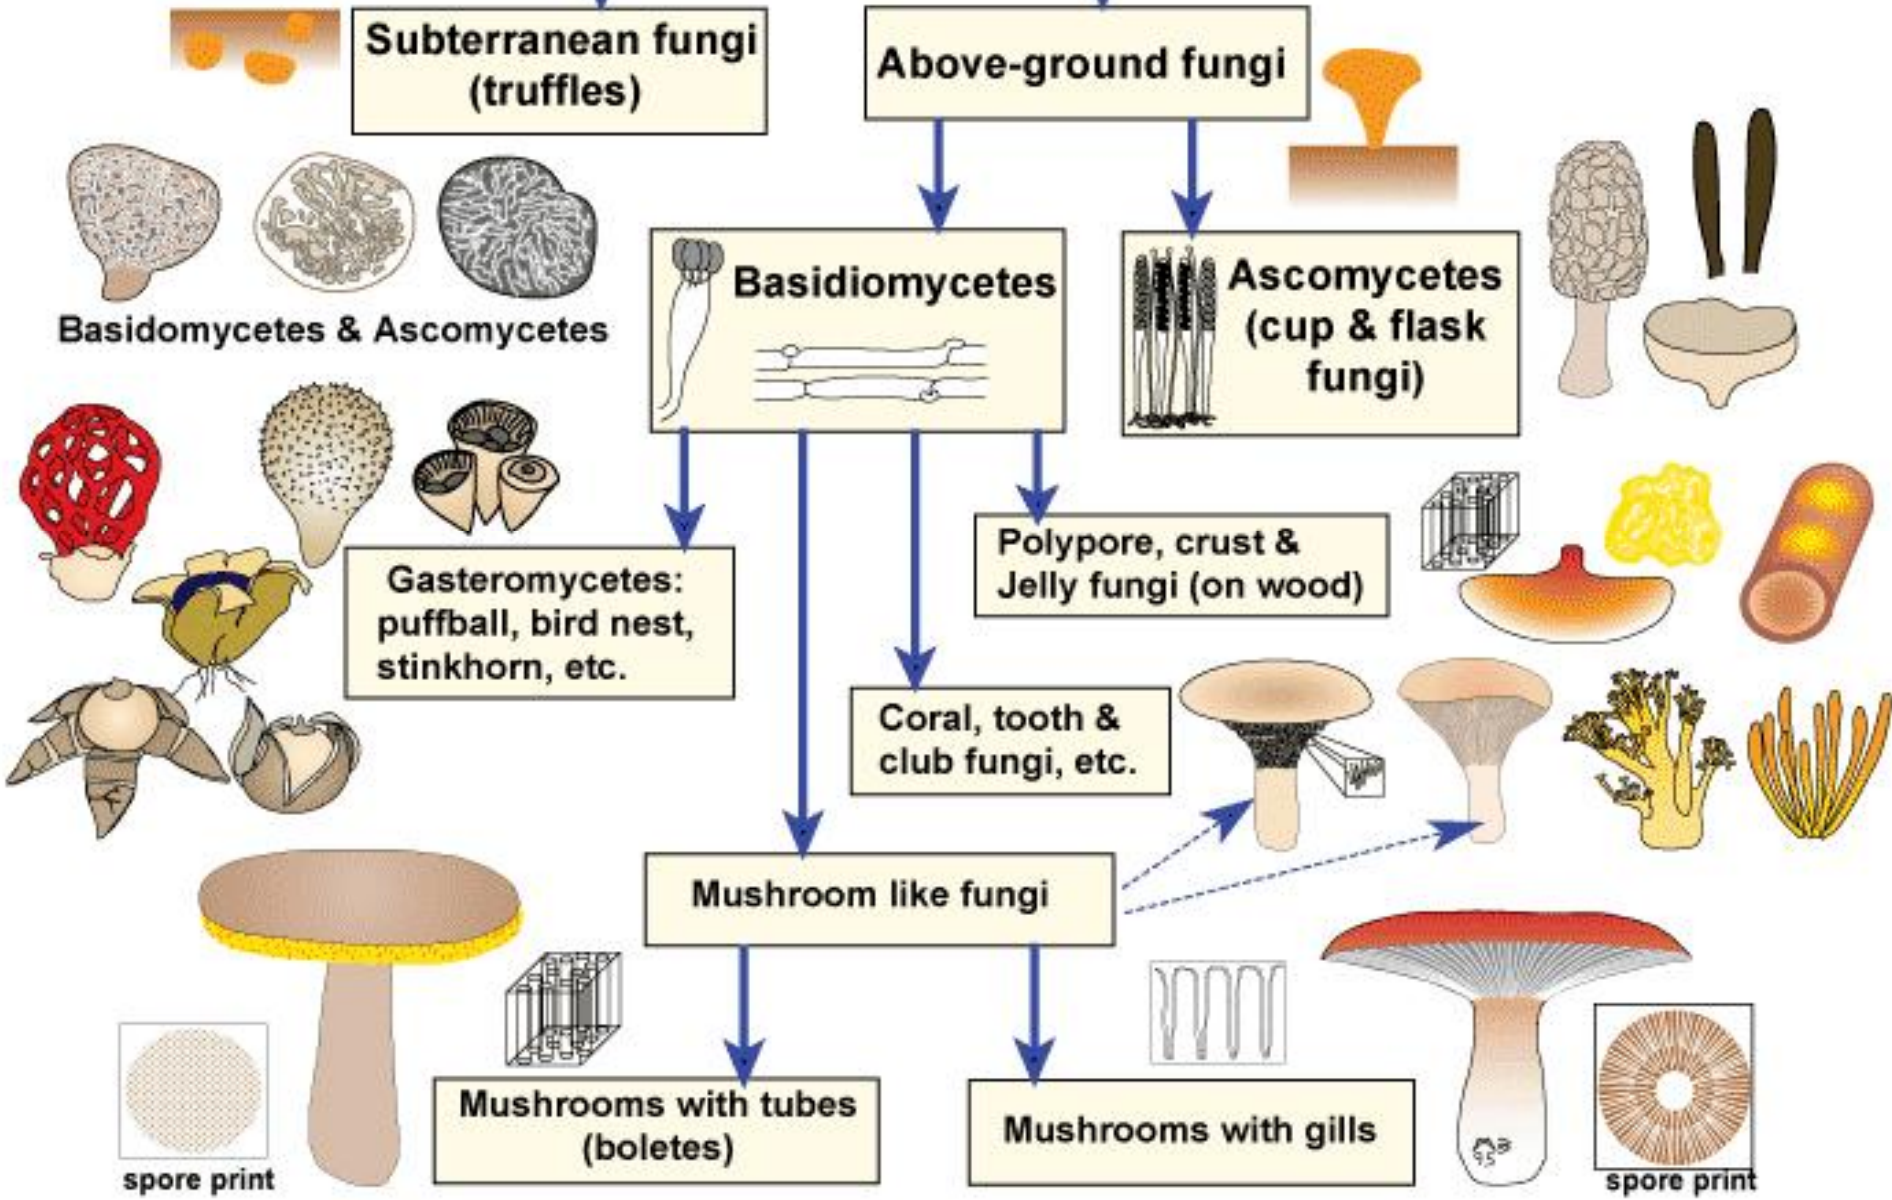 Subterranean fungi
(truffles)
Above-ground fungi
Basidomycetes & Ascomycetes
Basidiomycetes
Ascomycetes
(cup & flask
fungi)
Gasteromycetes:
puffball, bird nest,
stinkhorn, etc.
Polypore, crust &
Jelly fungi (on wood)
Coral, tooth &
club fungi, etc.
Mushroom like fungi
Mushrooms with tubes
(boletes)
Mushrooms with gills
spore print
spore print